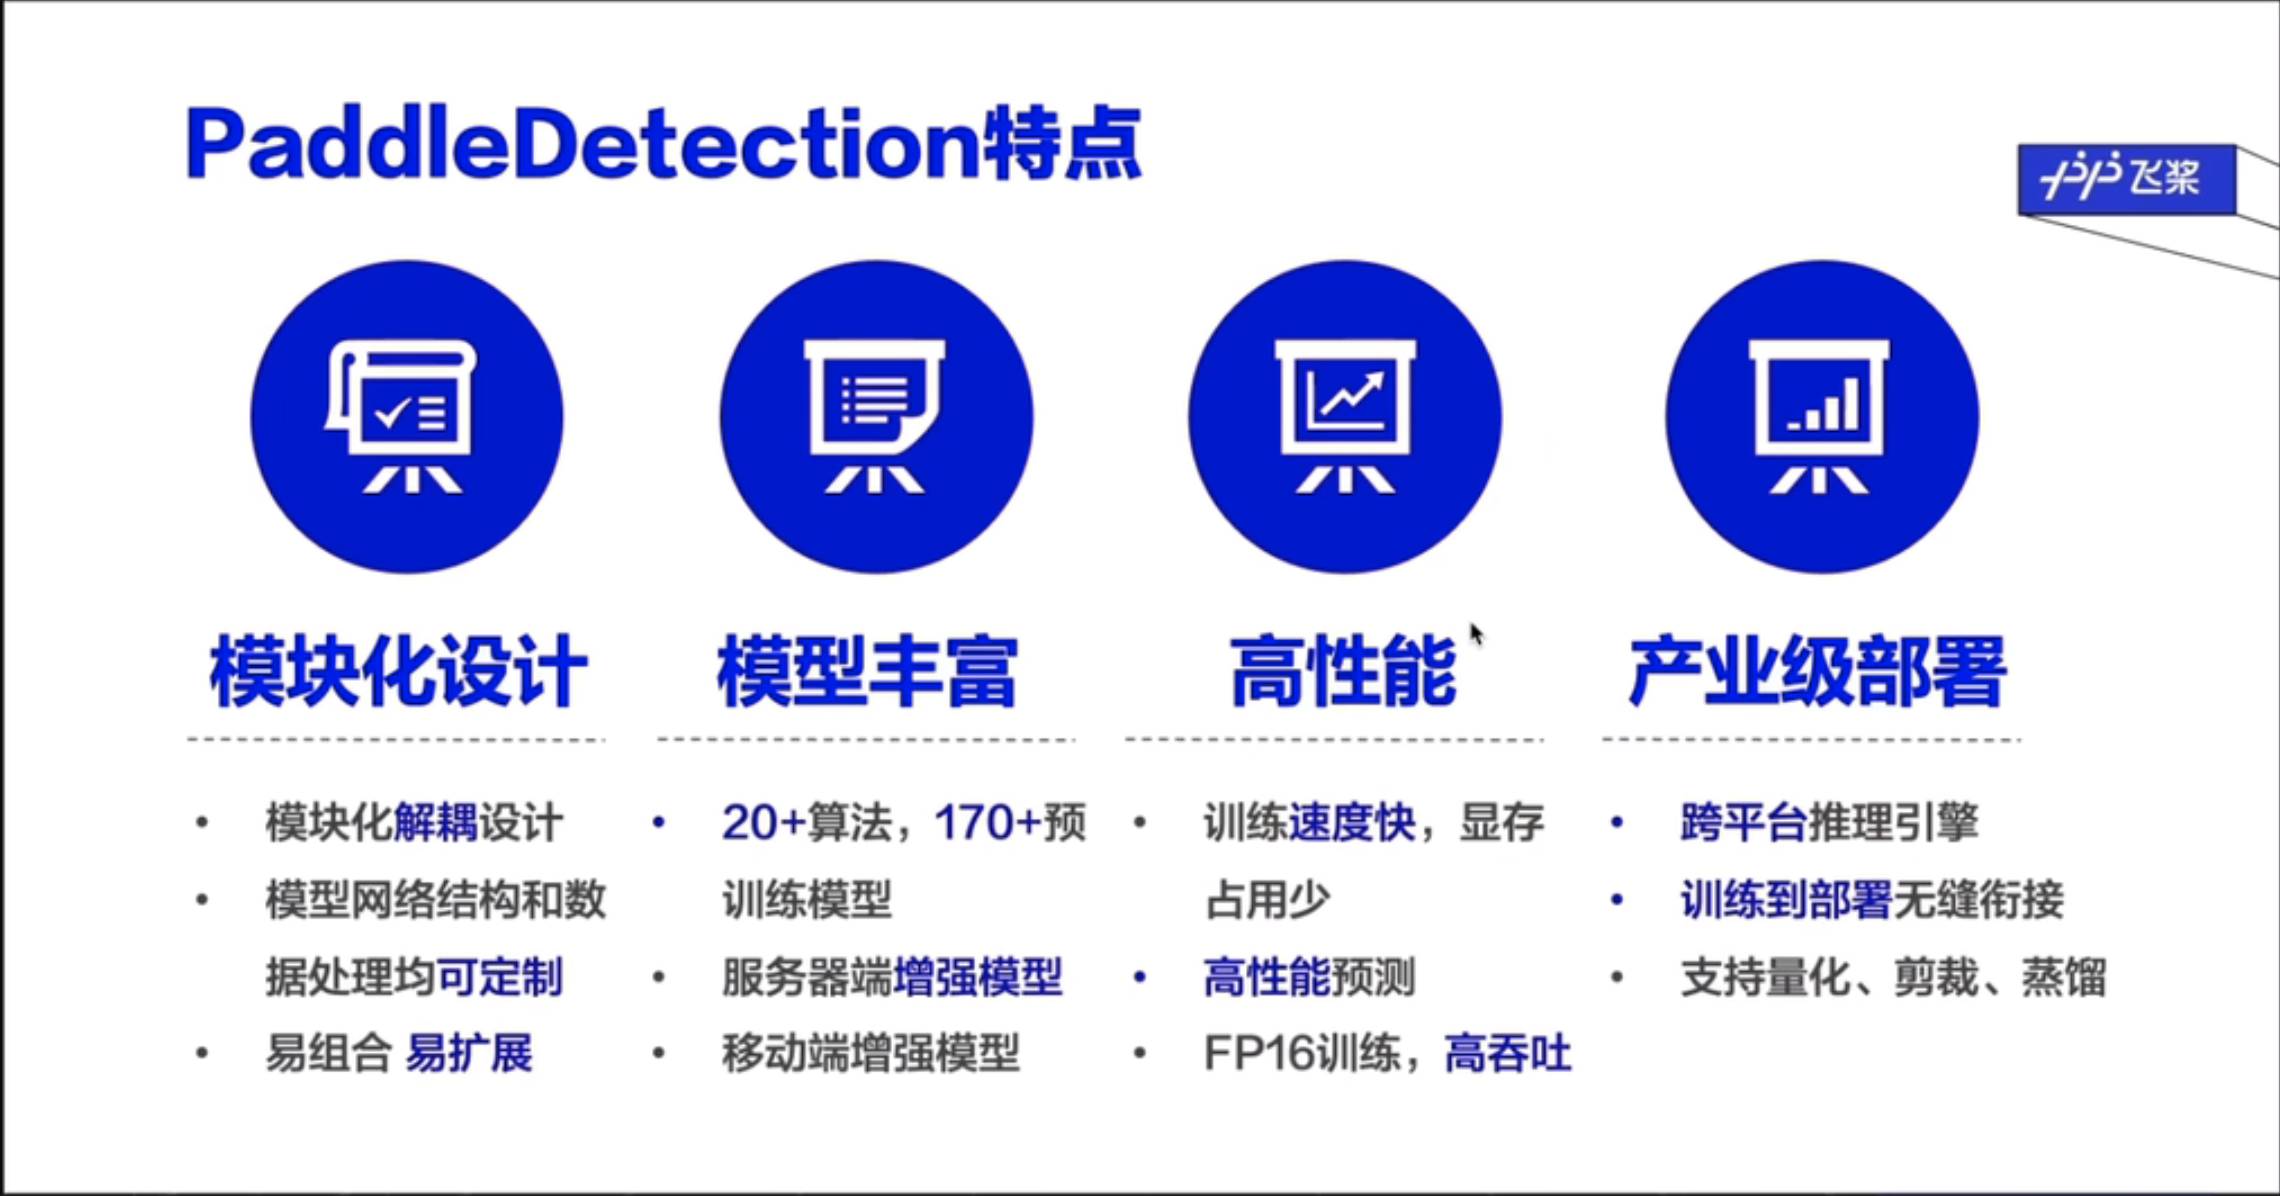 PaddleDetection特点
飞桨
模块化设计
• 模块化解耦设计
• 模型网络结构和数
据处理均可定制
• 易组合 易扩展
模型丰富
• 20+算法，170+预
训练模型
• 服务器端增强模型
• 移动端增强模型
高性能
• 训练速度快，显存
占用少
• 高性能预测
• FP16训练，高吞吐
产业级部署
• 跨平台推理引擎
• 训练到部署无缝衔接
• 支持量化、剪裁、蒸馏